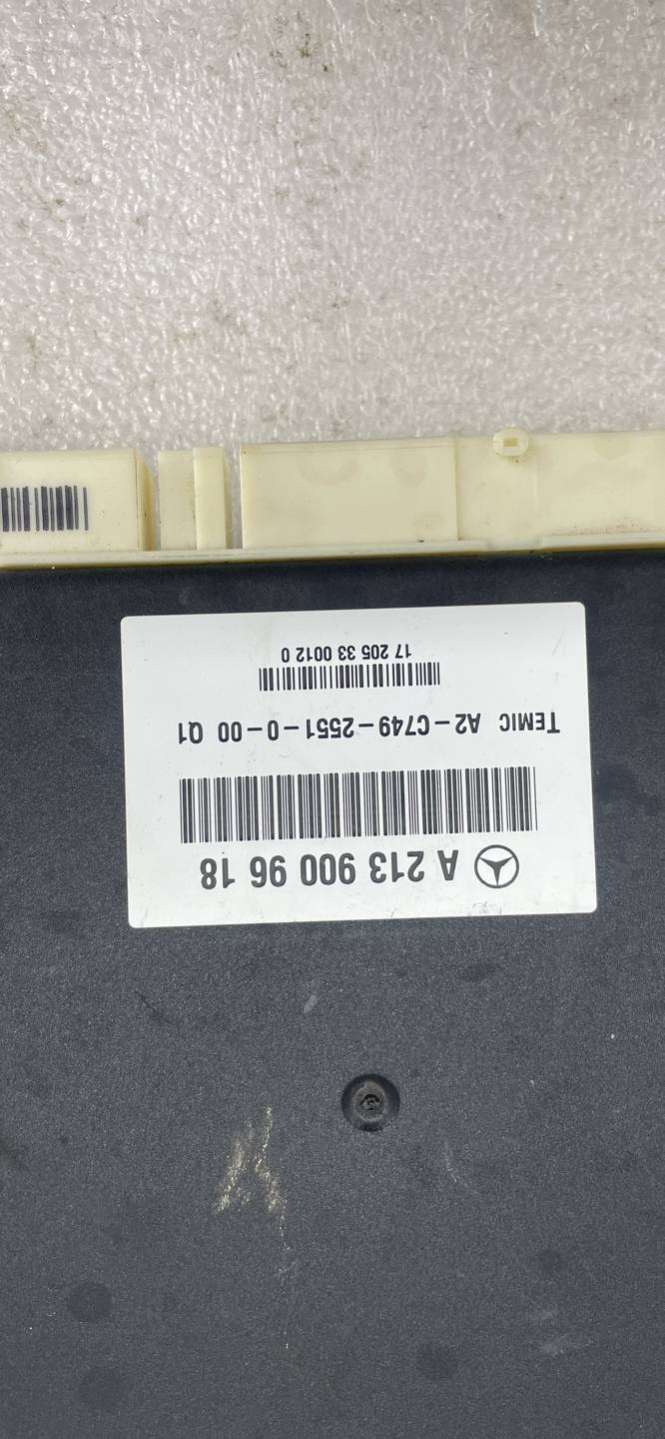 A 213 900 96 18
TEMIC A2-C749-2551-0-00 Q1
17 205 33 0012 0